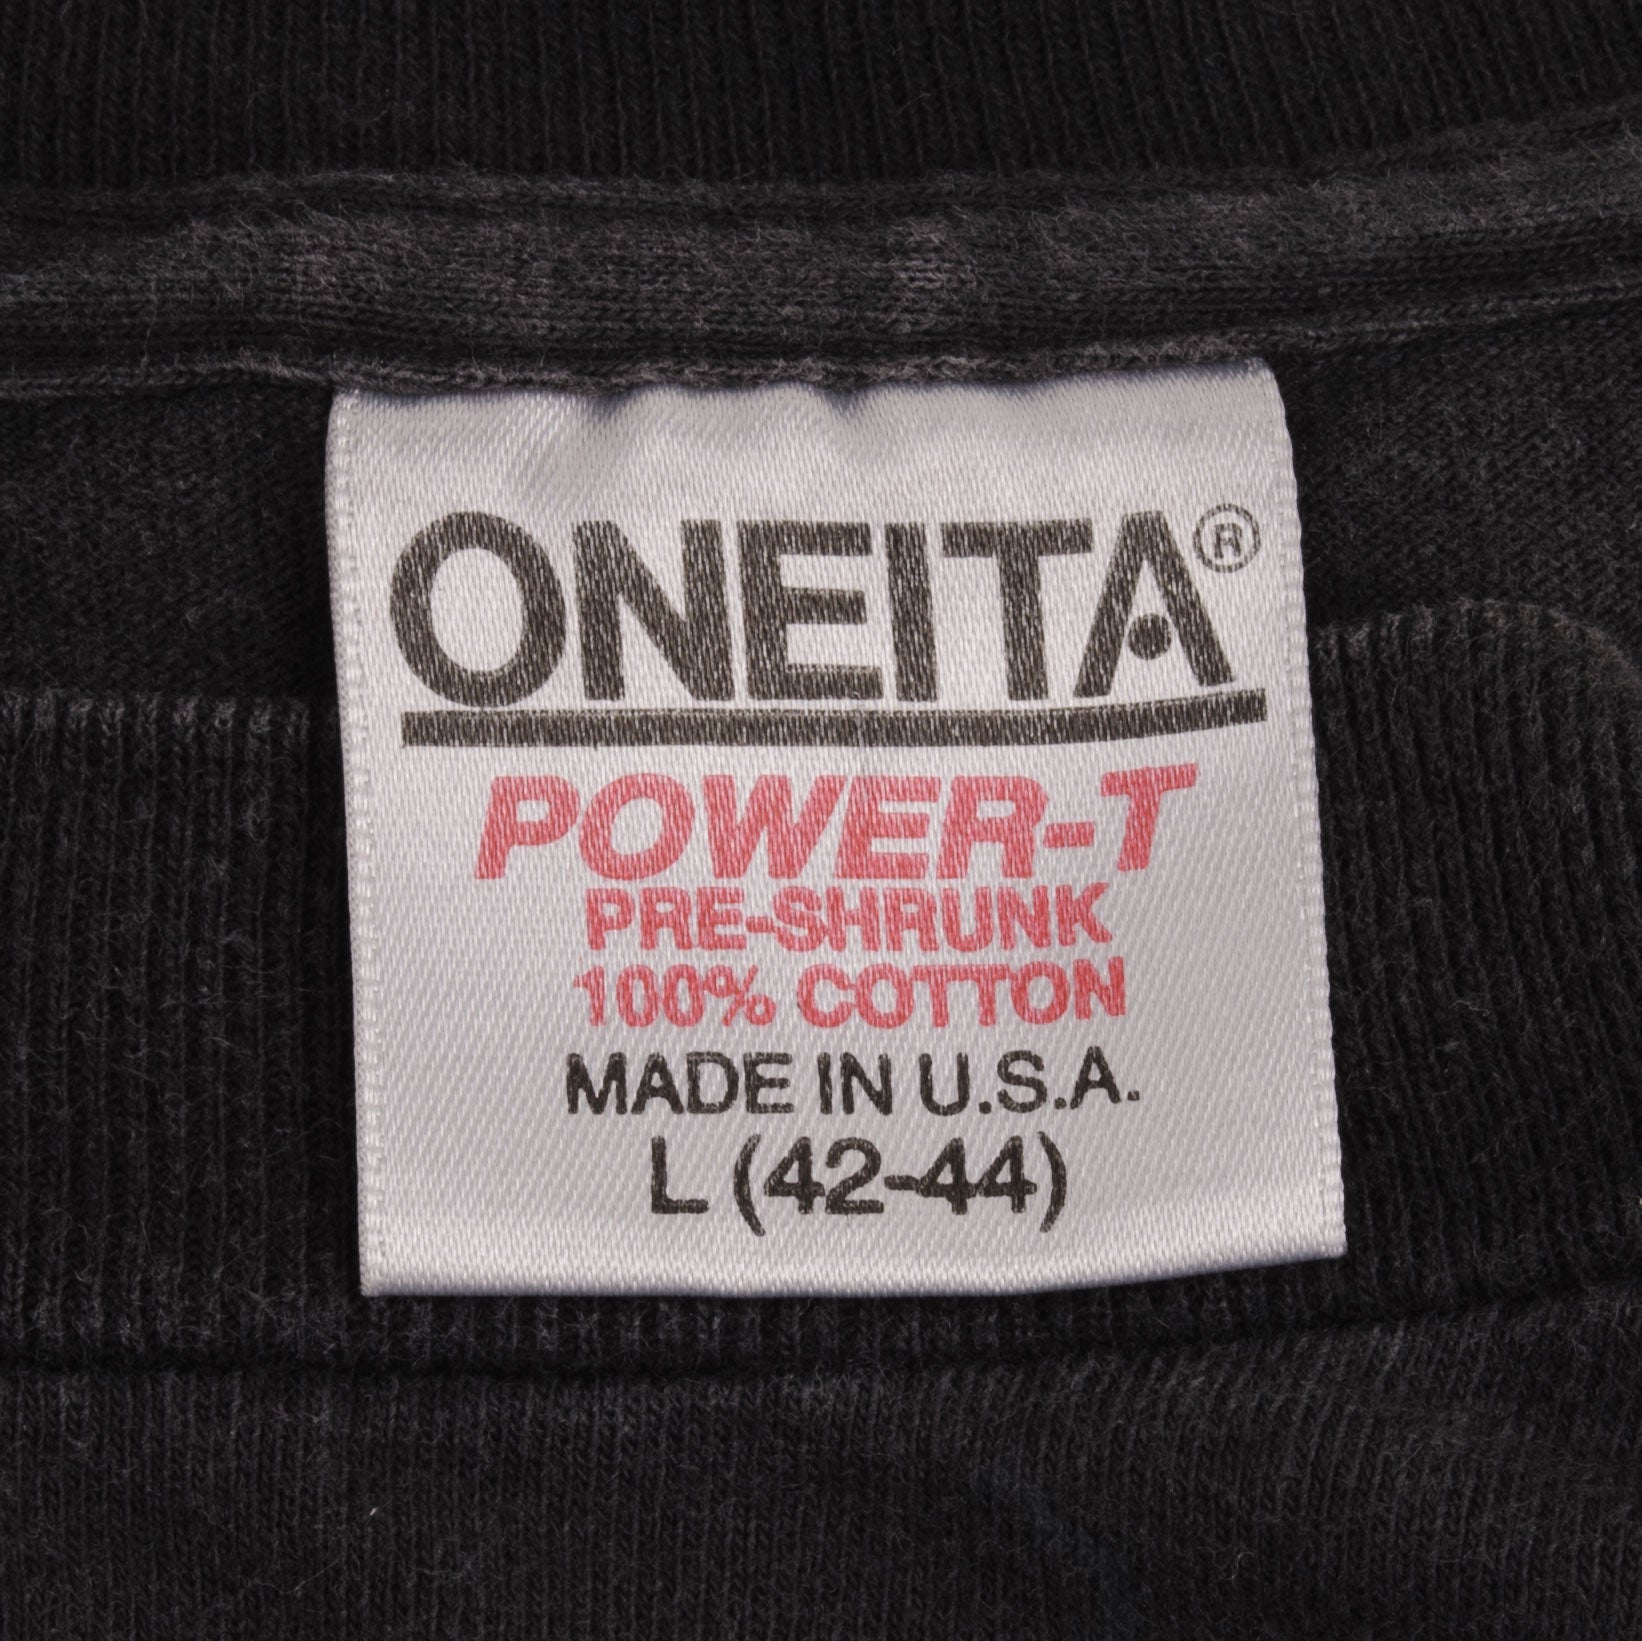 ONEITA®
POWER-T
PRE-SHRUNK
100% COTTON
MADE IN U.S.A.
L (42-44)